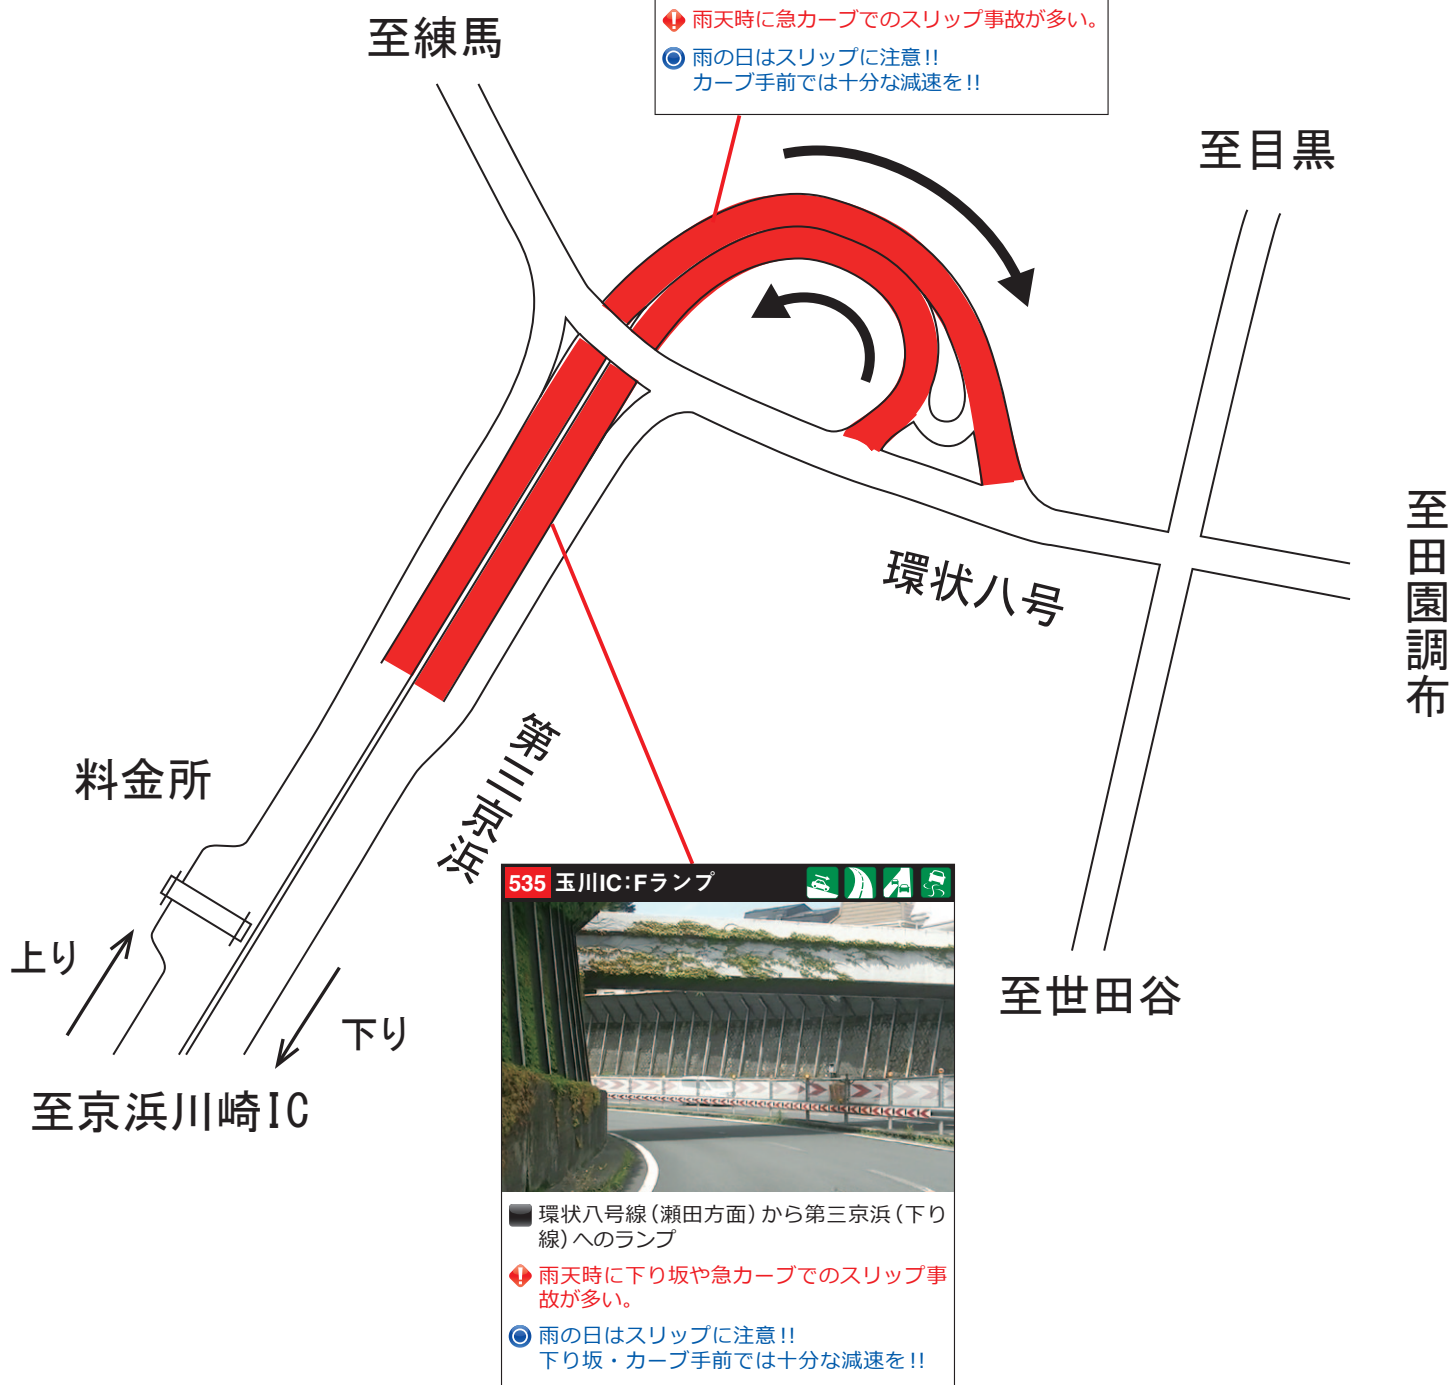 雨天時に急カーブでのスリップ事故が多い。
雨の日はスリップに注意!!
カーブ手前では十分な減速を!!
至練馬
至目黒
環状八号
至田園調布
第三京浜
料金所
上り
下り
至京浜川崎IC
至世田谷
535 玉川IC:Fランプ
環状八号線(瀬田方面)から第三京浜(下り
線)へのランプ
雨天時に下り坂や急カーブでのスリップ事
故が多い。
雨の日はスリップに注意!!
下り坂・カーブ手前では十分な減速を!!